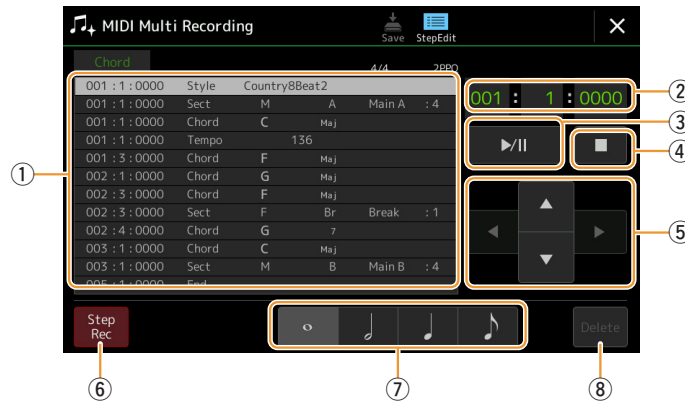 MIDI Multi Recording
Save StepEdit
Chord 4/4 2PPQ
001 : 1 : 0000 Style Country8Beat2
001 : 1 : 0000 Sect M A Main A : 4
001 : 1 : 0000 Chord C Maj
001 : 1 : 0000 Tempo 136
001 : 3 : 0000 Chord F Maj
002 : 1 : 0000 Chord G Maj
002 : 3 : 0000 Chord F Maj
002 : 3 : 0000 Sect F Br Break : 1
002 : 4 : 0000 Chord G 7
003 : 1 : 0000 Chord C Maj
003 : 1 : 0000 Sect M B Main B : 4
005 : 1 : 0000 End
001 : 1 : 0000
Step
Rec
Delete
1
2
3
4
5
6
7
8